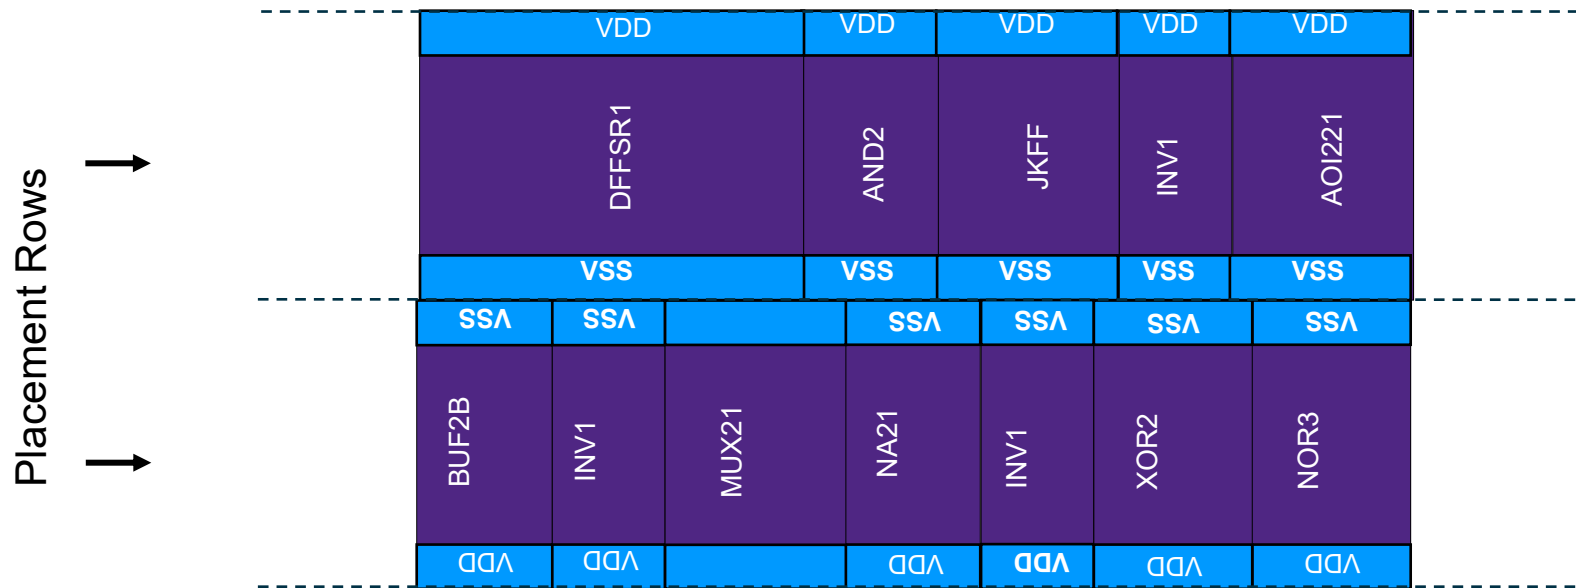 Placement Rows
VDD VDD VDD VDD VDD
DFFSR1 AND2 JKFF INV1 AOI221
VSS VSS VSS VSS VSS
VSS VSS VSS VSS VSS VSS
BUF2B INV1 MUX21 NA21 INV1 XOR2 NOR3
VDD VDD VDD VDD VDD VDD